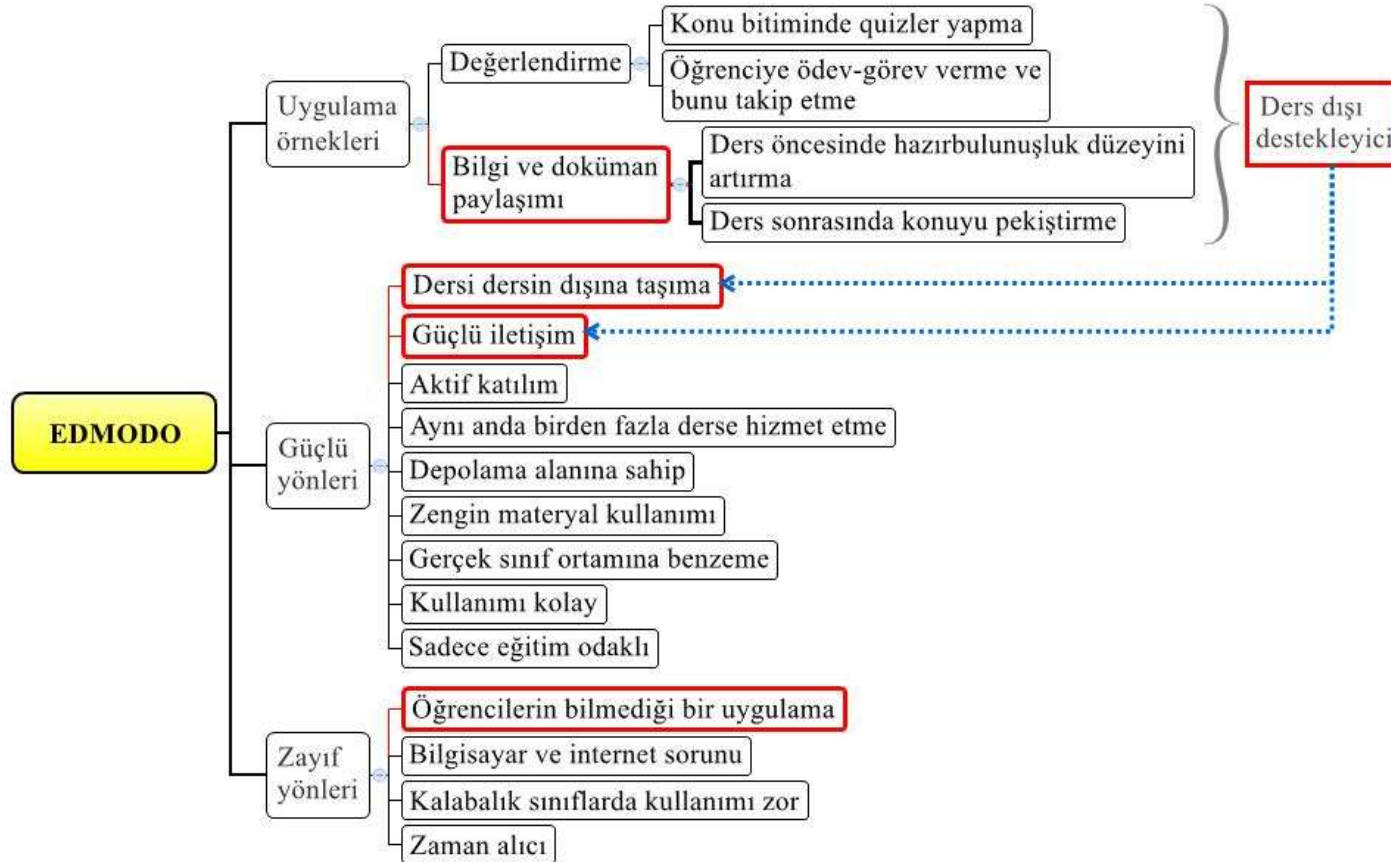 Konu bitiminde quizler yapma
Değerlendirme
Öğrenciye ödev-görev verme ve
bunu takip etme
Uygulama
örnekleri
Ders dışı
destekleyici
Bilgi ve doküman
paylaşımı
Ders öncesinde hazırbulunuşluk düzeyini
artırma
Ders sonrasında konuyu pekiştirme
EDMODO
Güçlü
yönleri
Dersi dersin dışına taşıma
Güçlü iletişim
Aktif katılım
Aynı anda birden fazla derse hizmet etme
Depolama alanına sahip
Zengin materyal kullanımı
Gerçek sınıf ortamına benzeme
Kullanımı kolay
Sadece eğitim odaklı
Zayıf
yönleri
Öğrencilerin bilmediği bir uygulama
Bilgisayar ve internet sorunu
Kalabalık sınıflarda kullanımı zor
Zaman alıcı